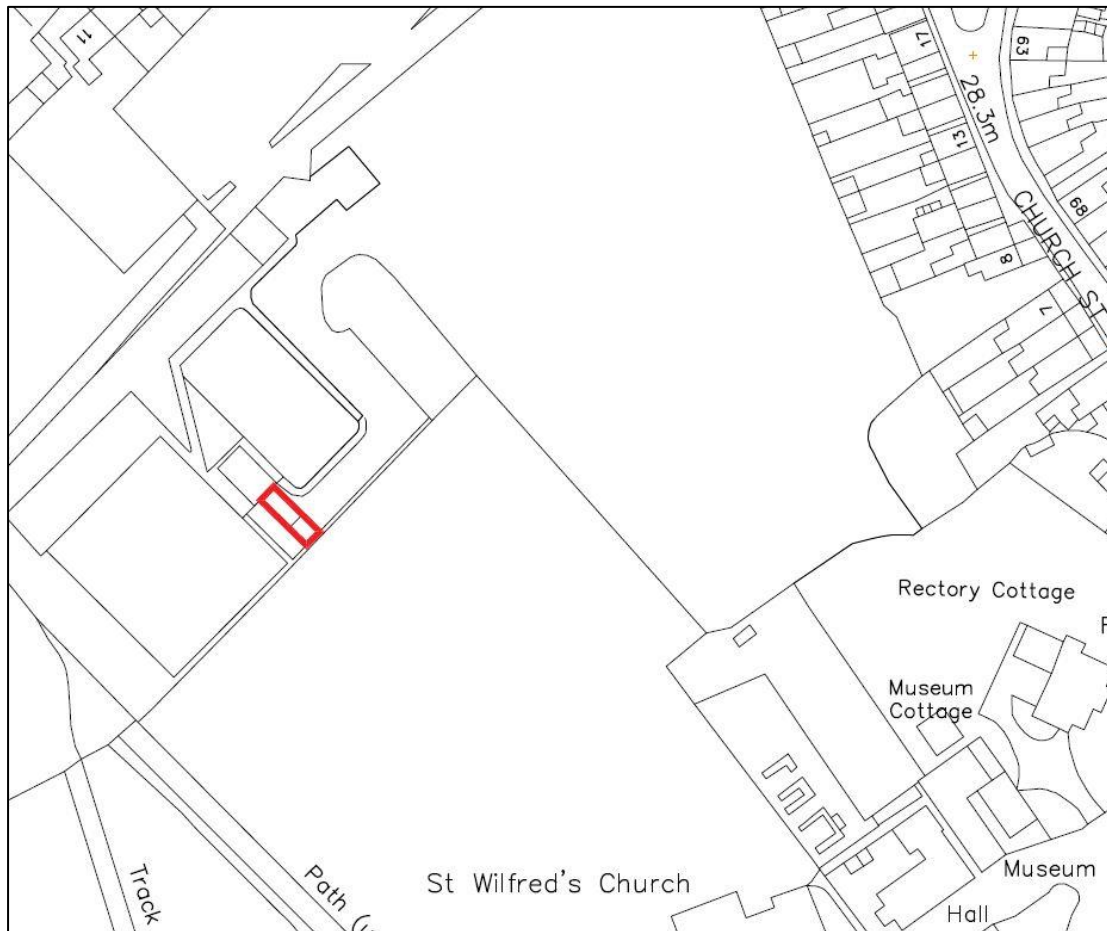 11
17
63
28.3m
13
68
8
CHURCH ST
7
Rectory Cottage
Museum
Cottage
Track
Path (u
St Wilfred's Church
Museum
Hall